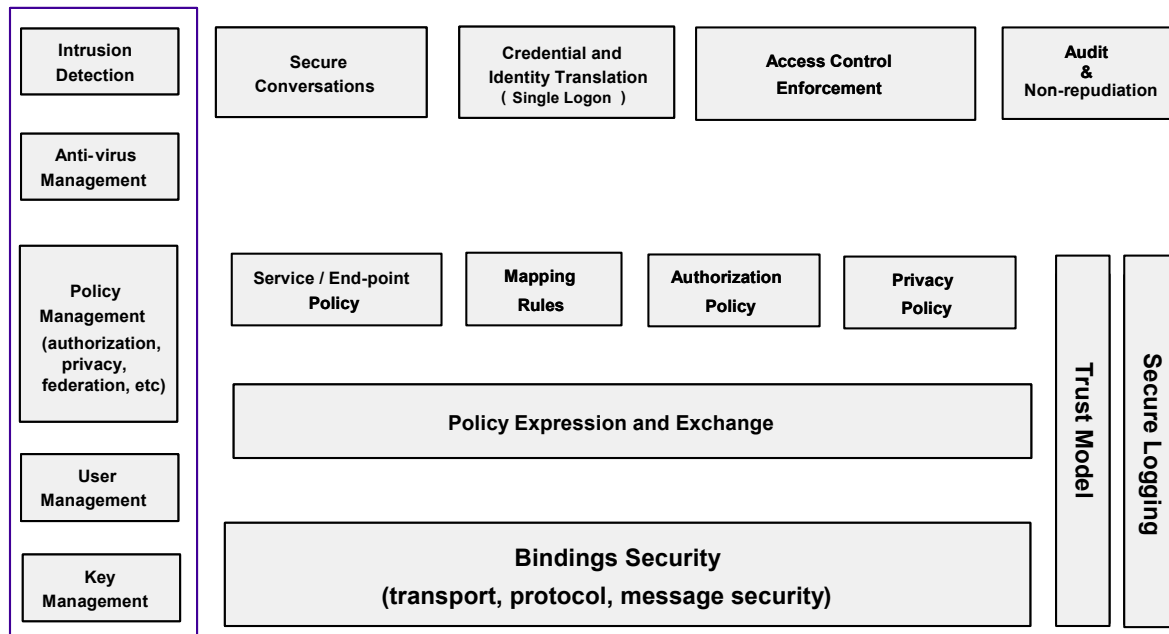 Intrusion
Detection
Anti-virus
Management
Policy
Management
(authorization,
privacy,
federation, etc)
User
Management
Key
Management
Secure
Conversations
Credential and
Identity Translation
( Single Logon )
Access Control
Enforcement
Audit
&
Non-repudiation
Service / End-point
Policy
Mapping
Rules
Authorization
Policy
Privacy
Policy
Policy Expression and Exchange
Bindings Security
(transport, protocol, message security)
Trust Model
Secure Logging